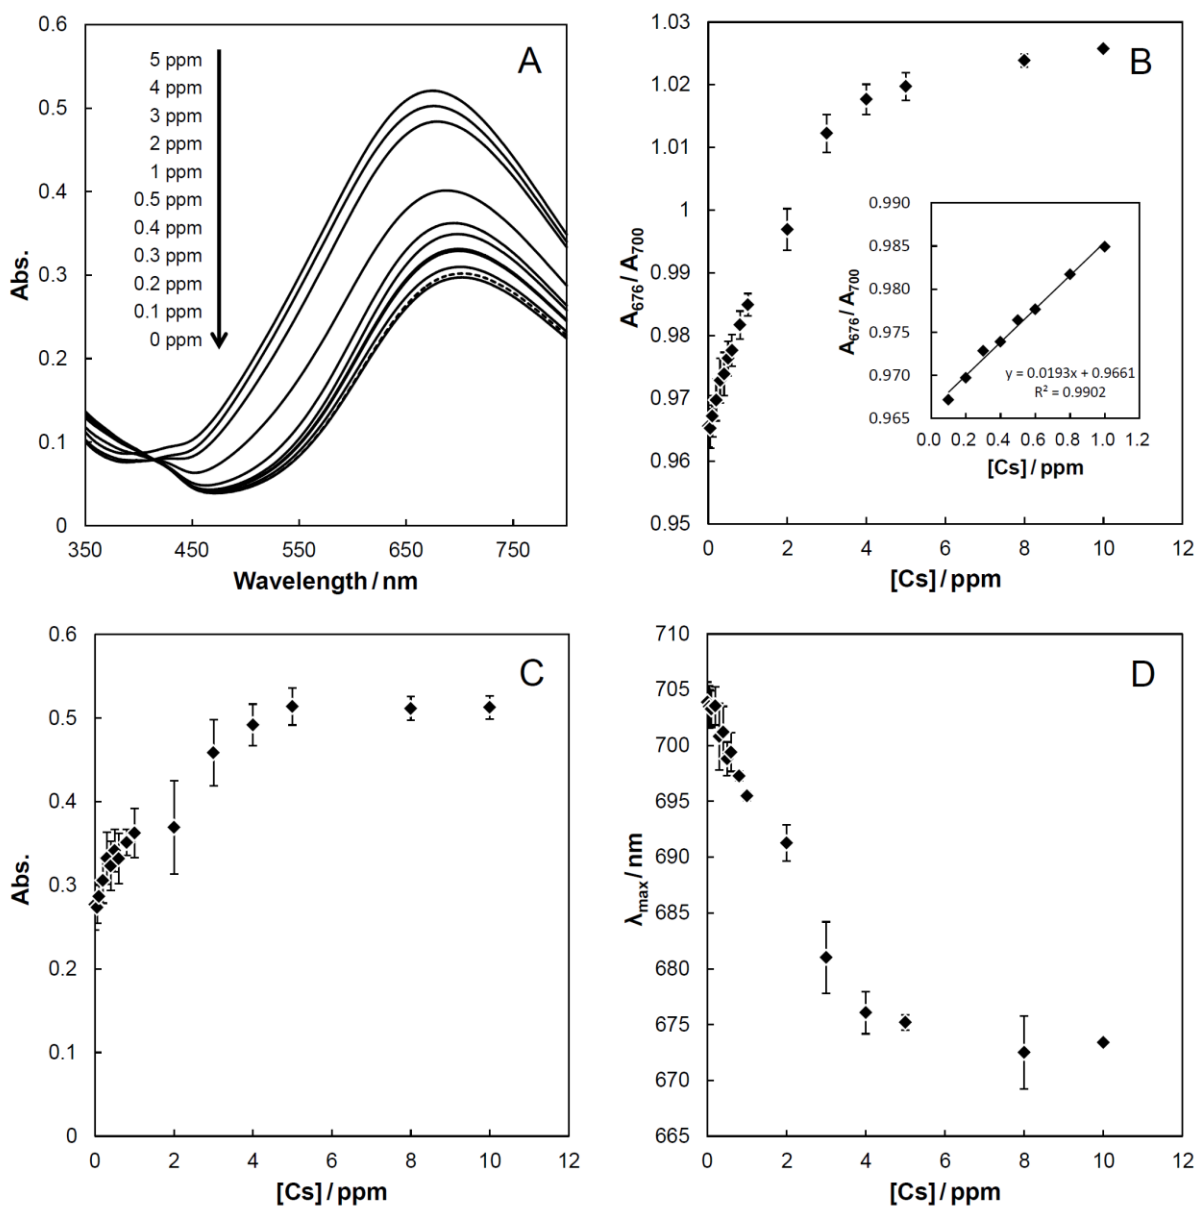 A
0.6
0.5
0.4
0.3
0.2
0.1
0
Abs.
5 ppm
4 ppm
3 ppm
2 ppm
1 ppm
0.5 ppm
0.4 ppm
0.3 ppm
0.2 ppm
0.1 ppm
0 ppm
350 450 550 650 750
Wavelength / nm
B
1.03
1.02
1.01
1
0.99
0.98
0.97
0.96
0.95
A676 / A700
0 2 4 6 8 10 12
[Cs] / ppm
0.990
0.985
0.980
0.975
0.970
0.965
A676 / A700
y = 0.0193x + 0.9661
R² = 0.9902
0.0 0.2 0.4 0.6 0.8 1.0 1.2
[Cs] / ppm
C
0.6
0.5
0.4
0.3
0.2
0.1
0
Abs.
0 2 4 6 8 10 12
[Cs] / ppm
D
710
705
700
695
690
685
680
675
670
665
λmax / nm
0 2 4 6 8 10 12
[Cs] / ppm